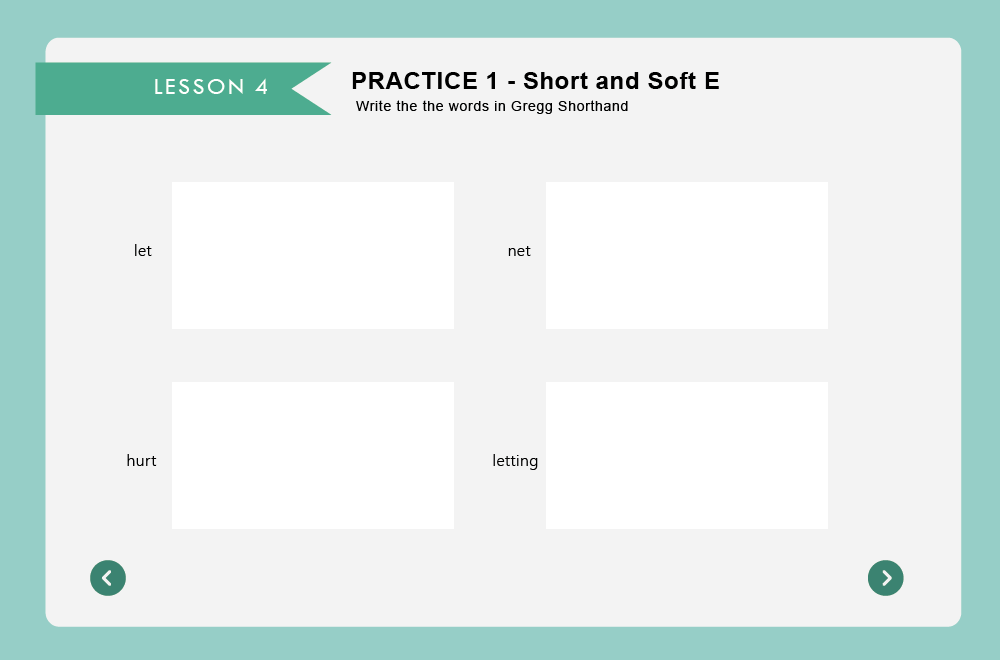 LESSON 4
PRACTICE 1 - Short and Soft E
Write the the words in Gregg Shorthand
let
net
hurt
letting